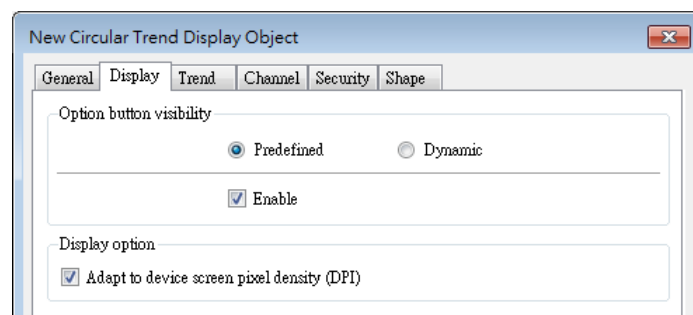 New Circular Trend Display Object
General Display Trend Channel Security Shape
Option button visibility
Predefined Dynamic
Enable
Display option
Adapt to device screen pixel density (DPI)